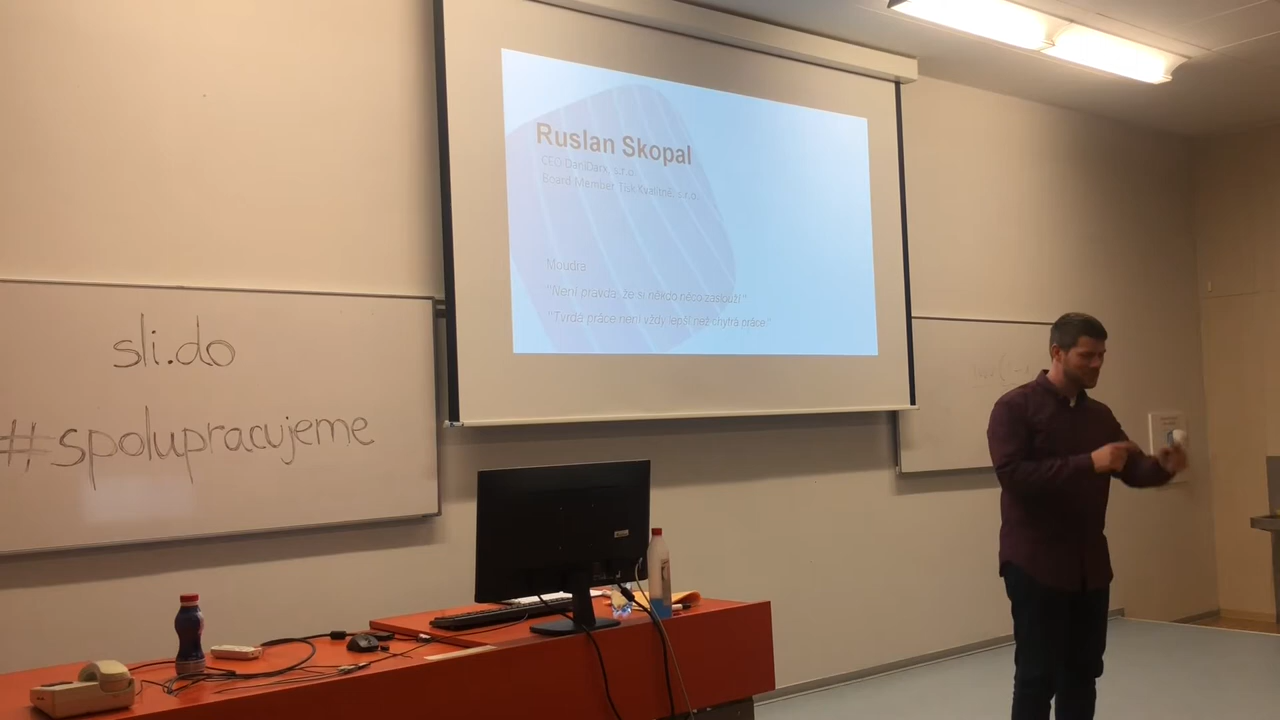 sli.do
#spolupracujeme
Ruslan Skopal
CEO DaniDarx, s.r.o.
Board Member Tisk Kvalitně, s.r.o.
Moudra
"Není pravda, že si někdo něco zaslouží."
"Tvrdá práce není vždy lepší než chytrá práce."